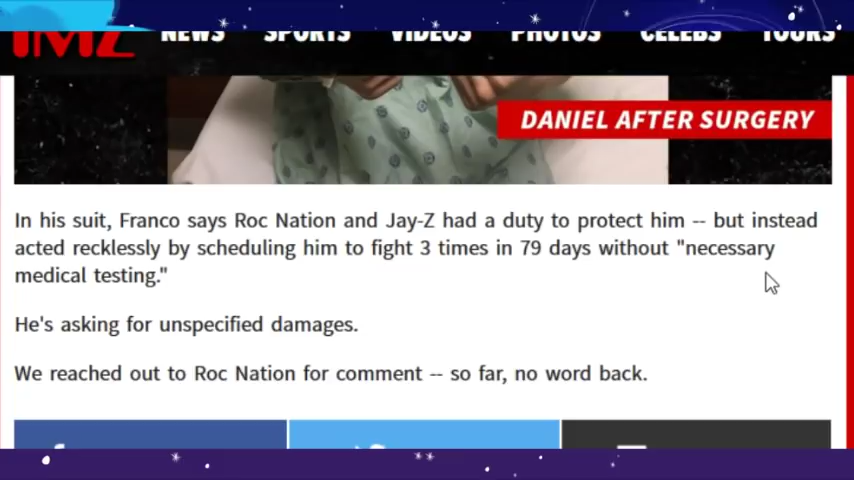 TMZ NEWS SPORTS VIDEOS PHOTOS CELEBS TOURS
DANIEL AFTER SURGERY
In his suit, Franco says Roc Nation and Jay-Z had a duty to protect him -- but instead
acted recklessly by scheduling him to fight 3 times in 79 days without "necessary
medical testing."
He's asking for unspecified damages.
We reached out to Roc Nation for comment -- so far, no word back.